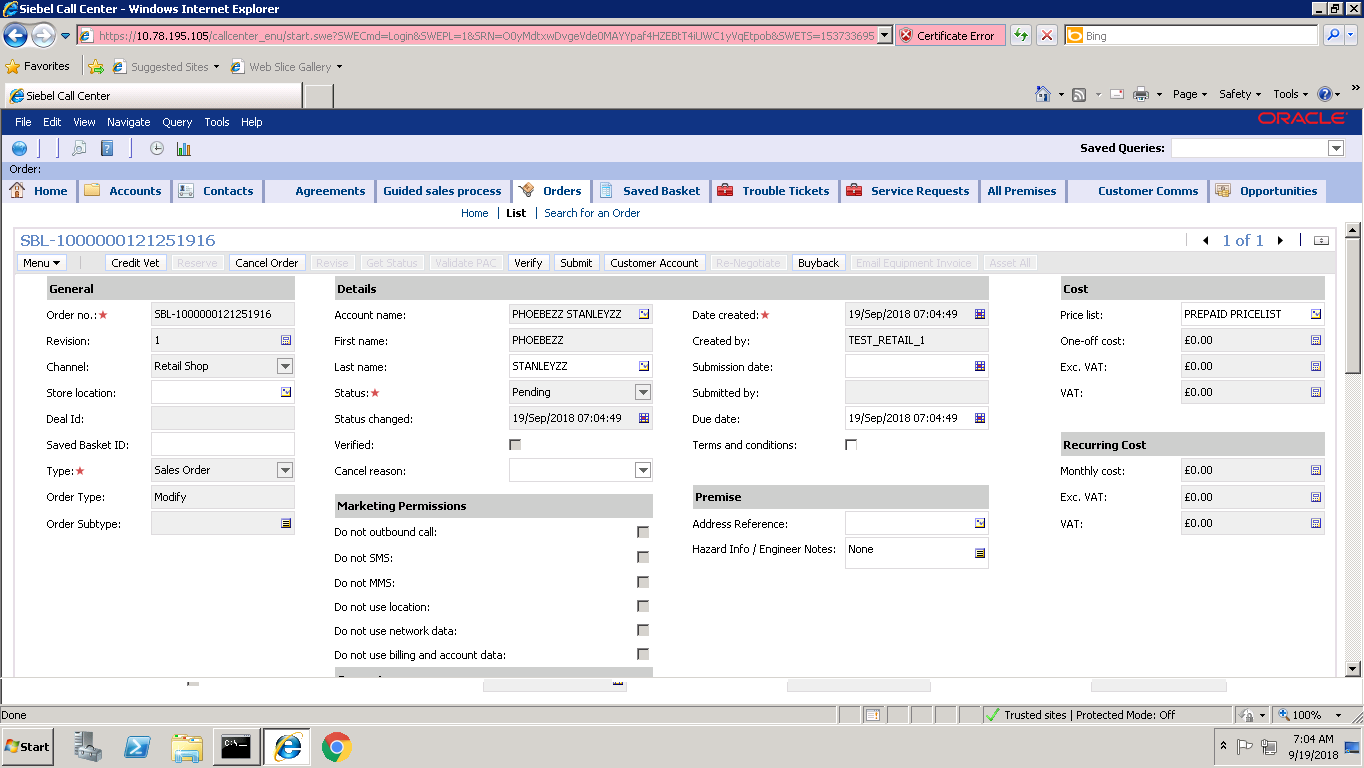 Siebel Call Center - Windows Internet Explorer
https://10.78.195.105/callcenter_enu/start.swe?SWECmd=Login&SWEPL=1&SRN=O0yMdtxwDvgeVde0MAYYpaf4HZEBtT4iUWC1yVqEtpob&SWETS=153733695 Certificate Error Bing
Favorites Suggested Sites Web Slice Gallery
Siebel Call Center Page Safety Tools
File Edit View Navigate Query Tools Help ORACLE
Saved Queries:
Order:
Home Accounts Contacts Agreements Guided sales process Orders Saved Basket Trouble Tickets Service Requests All Premises Customer Comms Opportunities
Home List Search for an Order
SBL-1000000121251916 1 of 1
Menu Credit Vet Reserve Cancel Order Revise Get Status Validate PAC Verify Submit Customer Account Re-Negotiate Buyback Email Equipment Invoice Asset All
General Details Cost
Order no.: SBL-1000000121251916 Account name: PHOEBEZZ STANLEYZZ Date created: 19/Sep/2018 07:04:49 Price list: PREPAID PRICELIST
Revision: 1 First name: PHOEBEZZ Created by: TEST_RETAIL_1 One-off cost: £0.00
Channel: Retail Shop Last name: STANLEYZZ Submission date: Exc. VAT: £0.00
Store location: Status: Pending Submitted by: VAT: £0.00
Deal Id: Status changed: 19/Sep/2018 07:04:49 Due date: 19/Sep/2018 07:04:49
Saved Basket ID: Verified: Terms and conditions: Recurring Cost
Type: Sales Order Cancel reason: Monthly cost: £0.00
Order Type: Modify Marketing Permissions Premise Exc. VAT: £0.00
Order Subtype: Do not outbound call: Address Reference: VAT: £0.00
Do not SMS: Hazard Info / Engineer Notes: None
Do not MMS:
Do not use location:
Do not use network data:
Do not use billing and account data:
Done Trusted sites | Protected Mode: Off 100%
Start 7:04 AM
9/19/2018